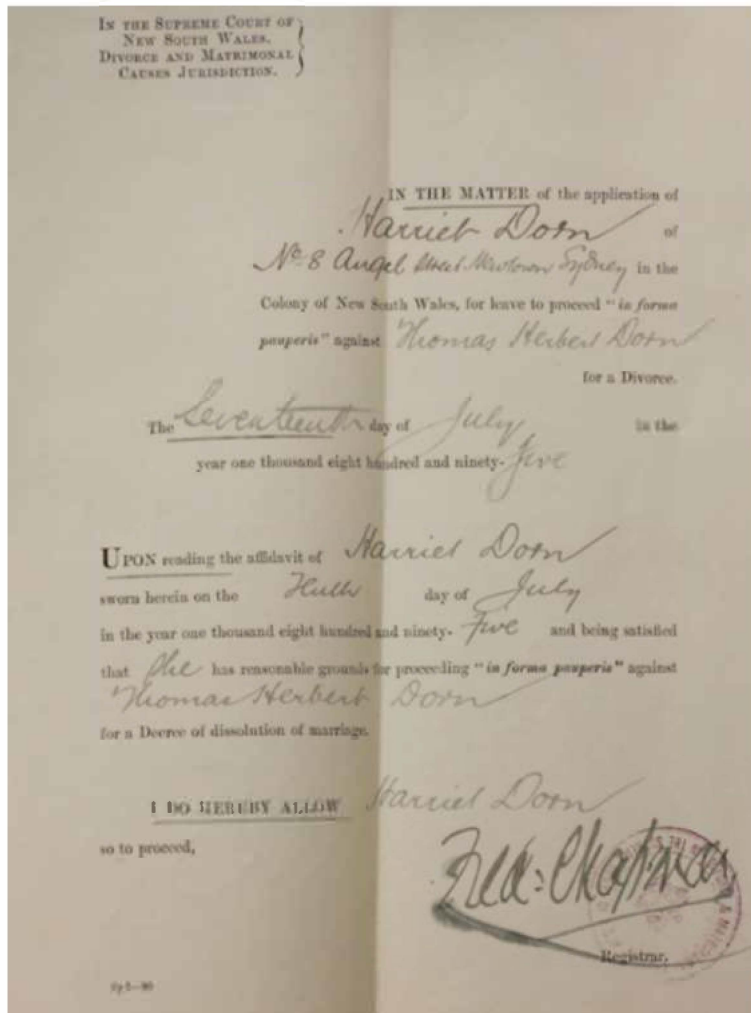 IN THE SUPREME COURT OF
NEW SOUTH WALES.
DIVORCE AND MATRIMONAL
CAUSES JURISDICTION.
IN THE MATTER of the application of
Harriet Dorn of
No. 8 Angel Street Newtown Sydney in the
Colony of New South Wales, for leave to proceed "in forma
pauperis" against Thomas Herbert Dorn
for a Divorce.
The Seventeenth day of July in the
year one thousand eight hundred and ninety-five
UPON reading the affidavit of Harriet Dorn
sworn herein on the day of July
in the year one thousand eight hundred and ninety-Five and being satisfied
that she has reasonable grounds for proceeding "in forma pauperis" against
Thomas Herbert Dorn
for a Decree of dissolution of marriage.
I DO HEREBY ALLOW Harriet Dorn
so to proceed,
Fred: Chapman
Registrar.